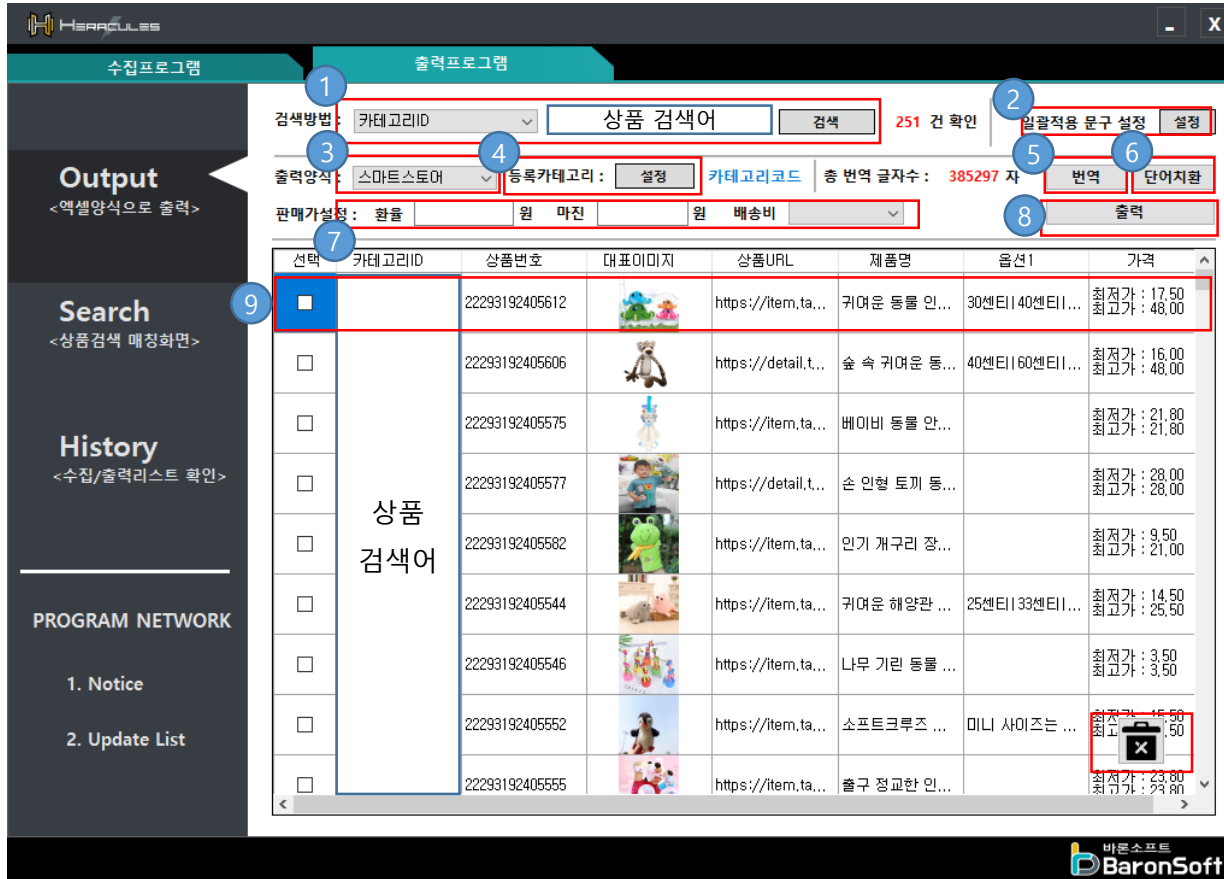 HERACULES
- X
수집프로그램 출력프로그램
1
2
검색방법 : 카테고리ID 상품 검색어 검색 251 건 확인 일괄적용 문구 설정 설정
3 4 5 6
출력양식 : 스마트스토어 등록카테고리 : 설정 카테고리코드 총 번역 글자수 : 385297 자 번역 단어치환
판매가설정 : 환율 원 마진 원 배송비 8 출력
7
Output
<엑셀양식으로 출력>
Search
<상품검색 매칭화면>
History
<수집/출력리스트 확인>
PROGRAM NETWORK
1. Notice
2. Update List
선택 카테고리ID 상품번호 대표이미지 상품URL 제품명 옵션1 가격
9
22293192405612 https://item,ta... 귀여운 동물 인... 30센티||40센티||... 최저가 : 17,50
최고가 : 48,00
22293192405606 https://detail,t... 숲 속 귀여운 동... 40센티||60센티||... 최저가 : 16,00
최고가 : 48,00
22293192405575 https://item,ta... 베이비 동물 안... 최저가 : 21,80
최고가 : 21,80
22293192405577 https://detail,t... 손 인형 토끼 동... 최저가 : 28,00
최고가 : 28,00
상품
검색어
22293192405582 https://item,ta... 인기 개구리 장... 최저가 : 9,50
최고가 : 21,00
22293192405544 https://item,ta... 귀여운 해양관 ... 25센티||33센티||... 최저가 : 14,50
최고가 : 25,50
22293192405546 https://item,ta... 나무 기린 동물 ... 최저가 : 3,50
최고가 : 3,50
22293192405552 https://item,ta... 소프트크루즈 ... 미니 사이즈는 ...
22293192405555 https://item,ta... 출구 정교한 인... 최저가 : 23,80
최고가 : 23,80
바론소프트
BaronSoft